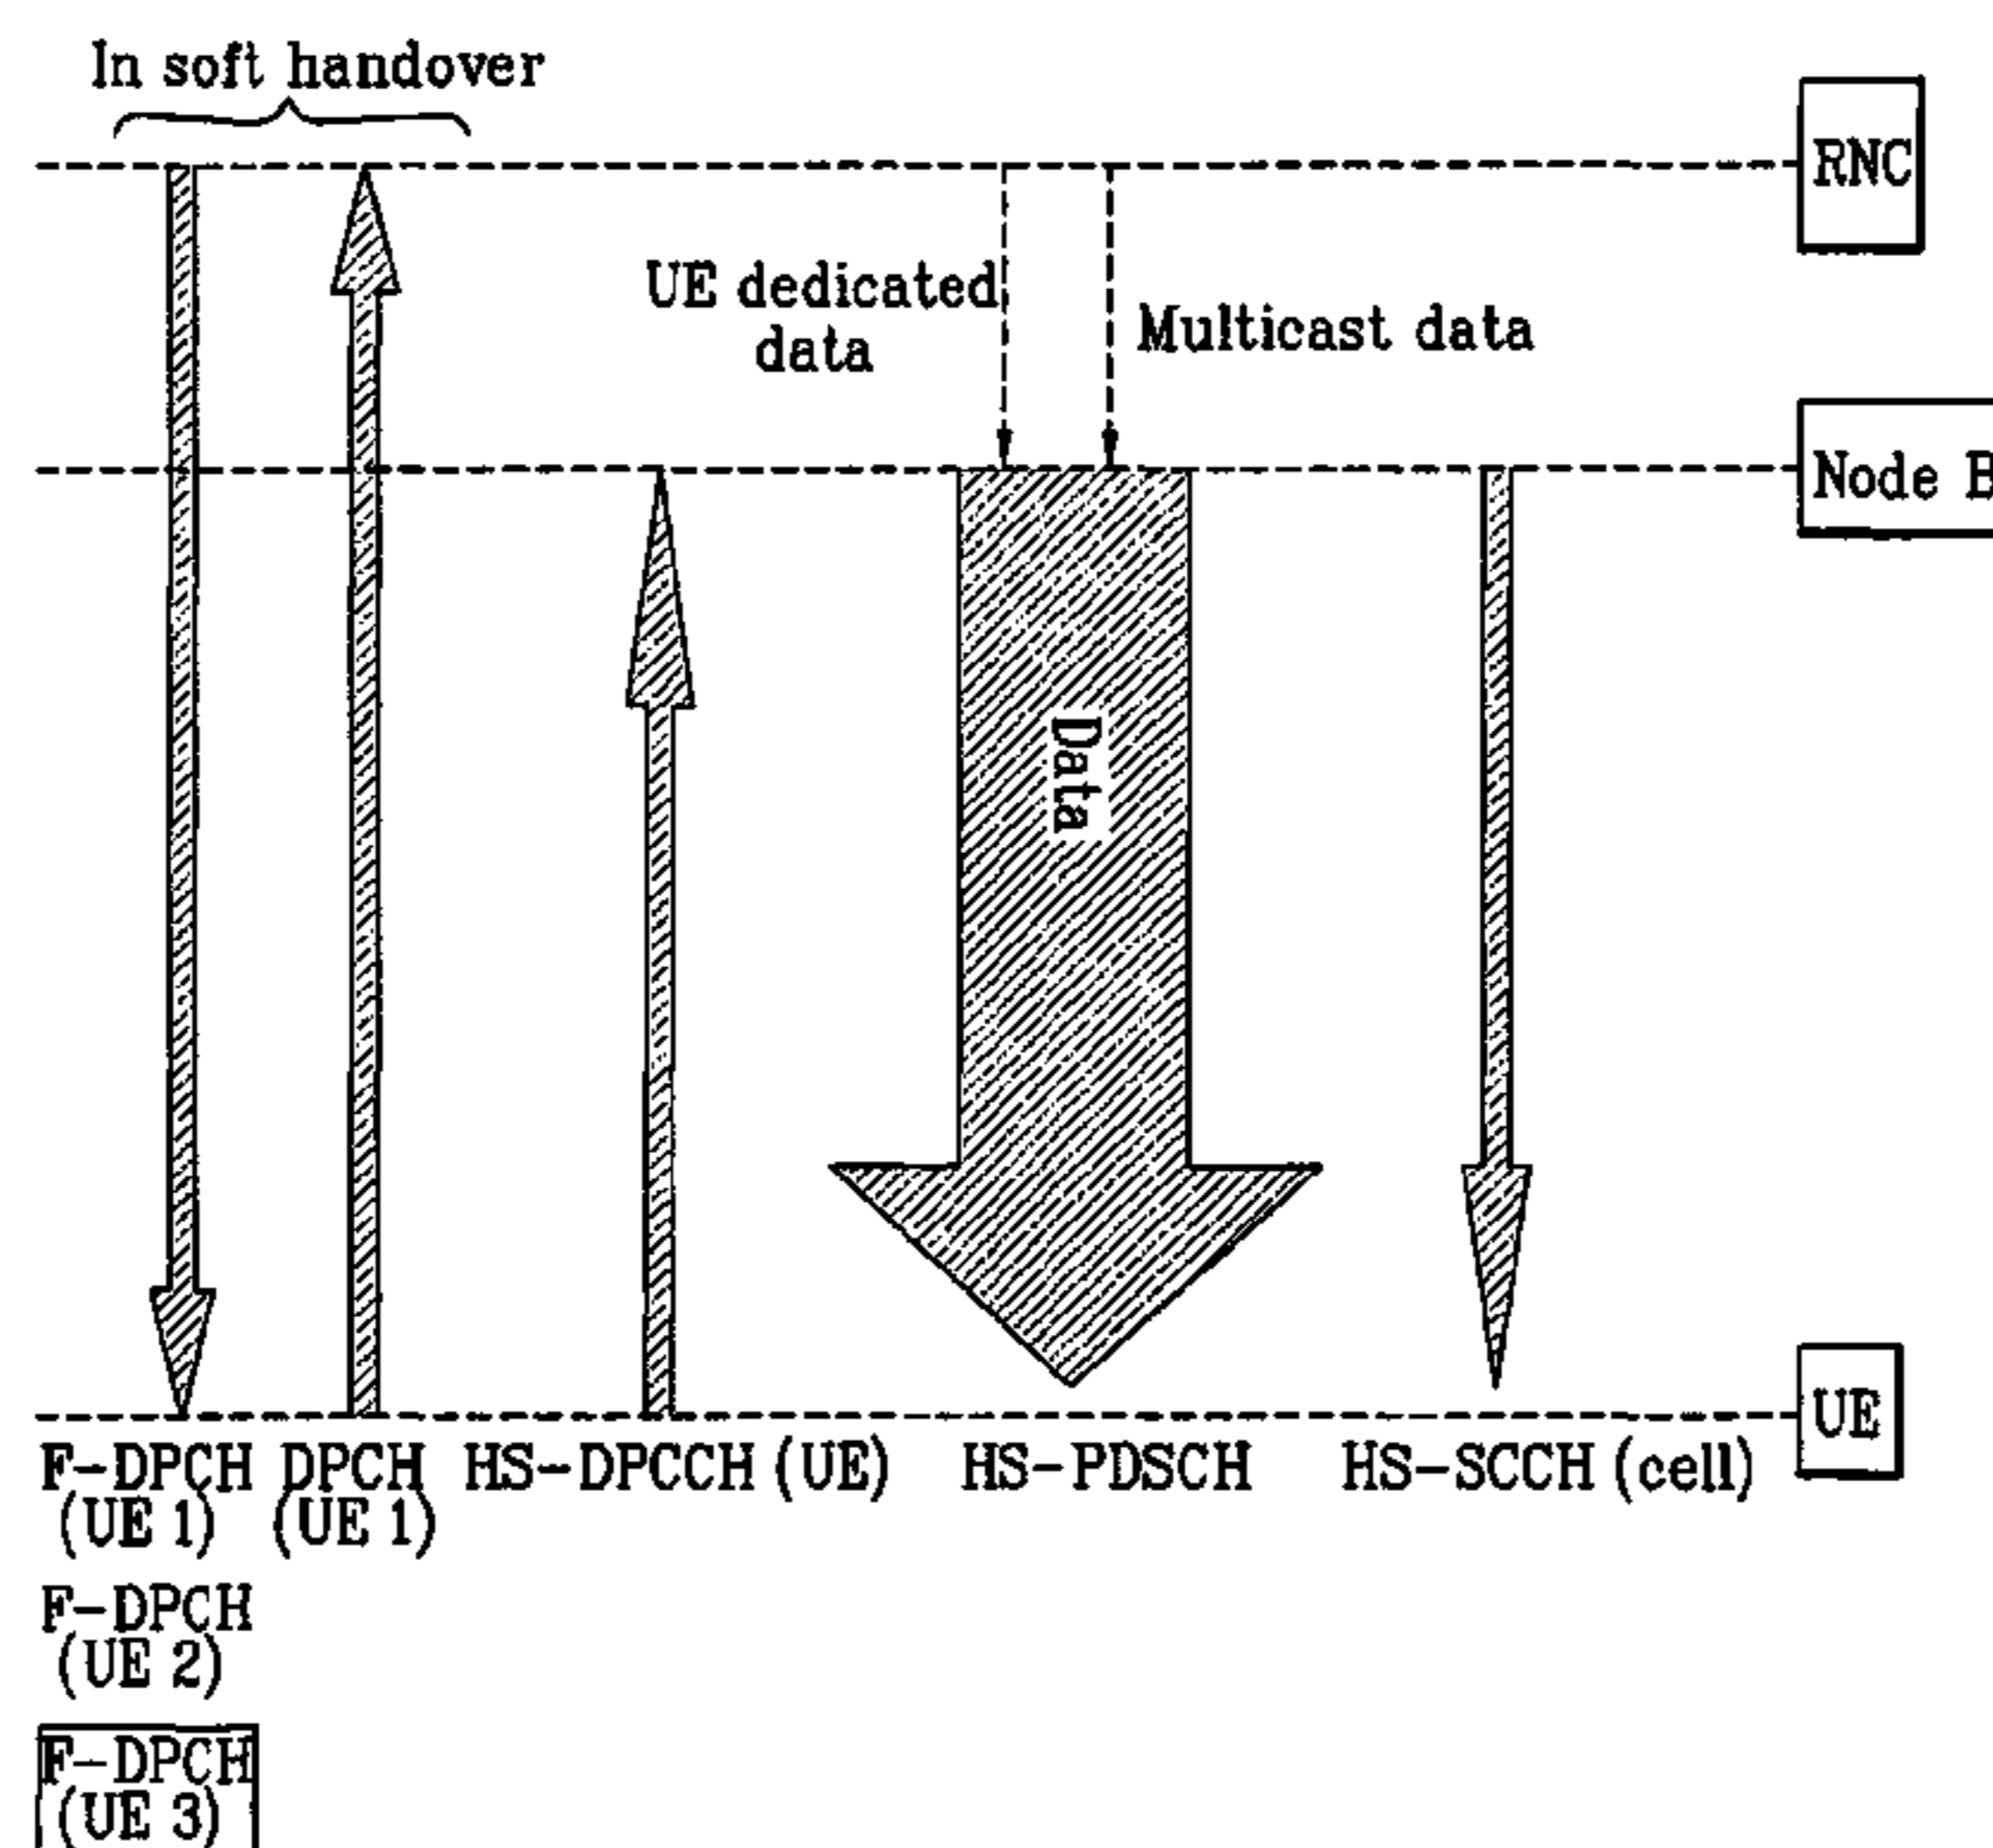 In soft handover
RNC
UE dedicated
data
Multicast data
Node B
Data
UE
F-DPCH
(UE 1)
DPCH
(UE 1)
HS-DPCCH (UE)
HS-PDSCH
HS-SCCH (cell)
F-DPCH
(UE 2)
F-DPCH
(UE 3)